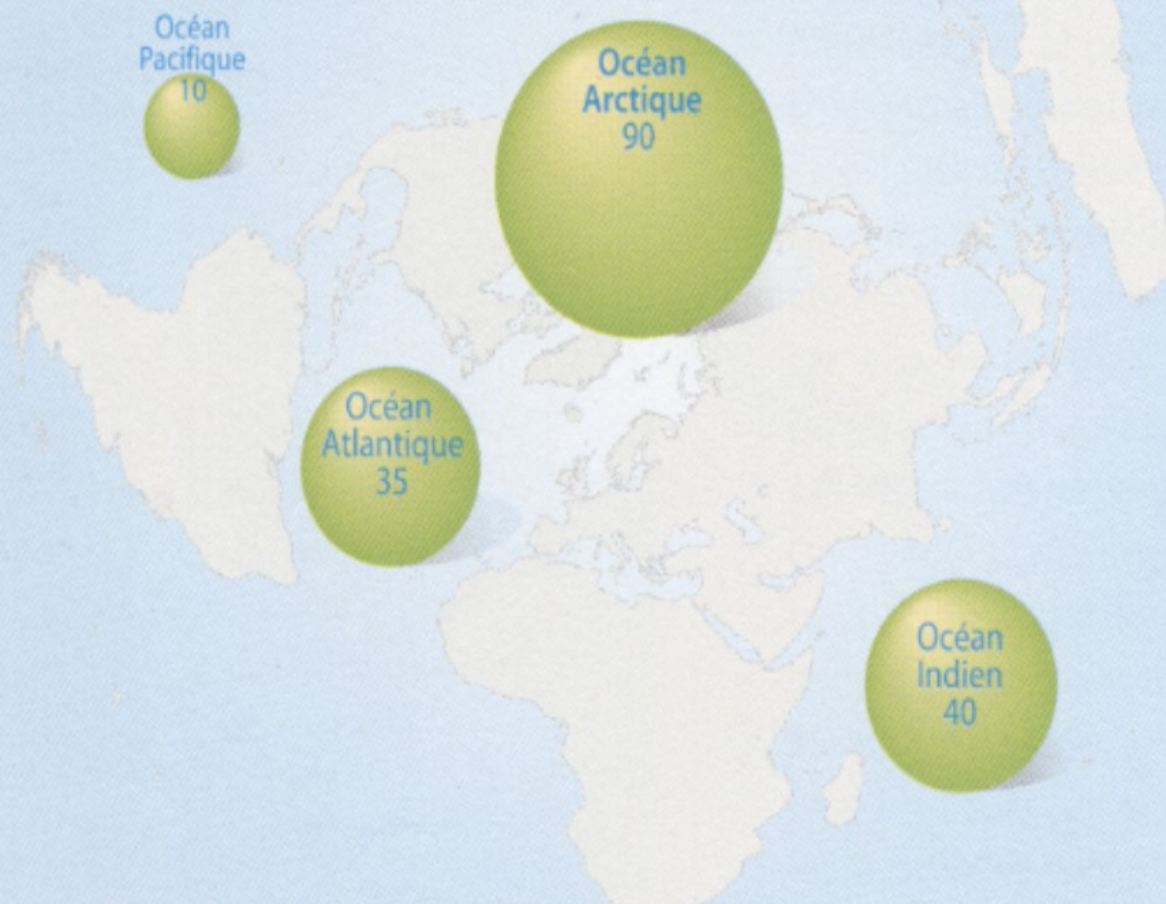 Océan
Pacifique
10
Océan
Arctique
90
Océan
Atlantique
35
Océan
Indien
40